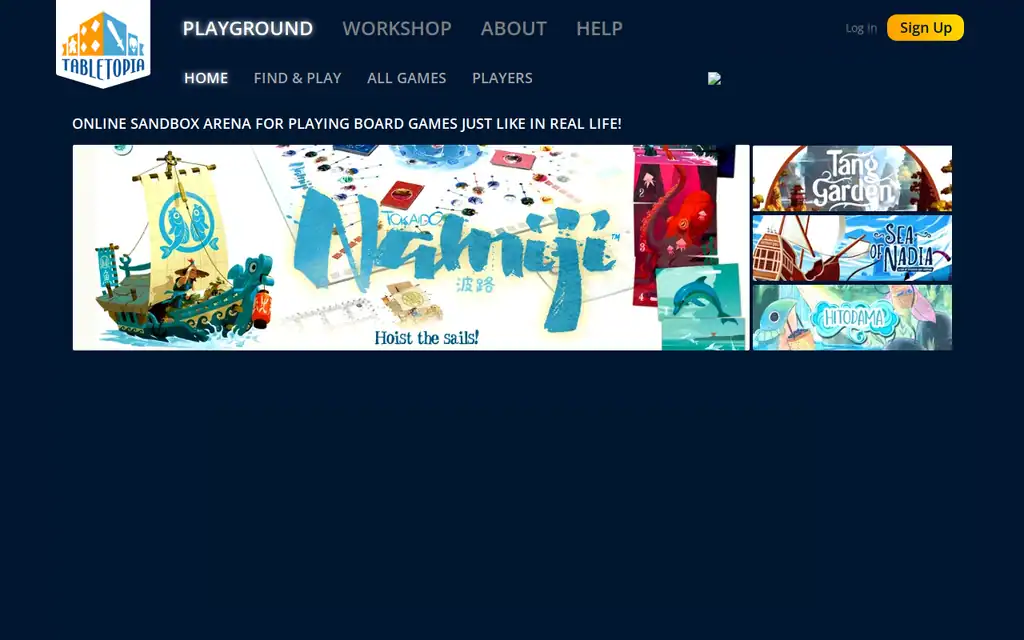 TABLETOPIA
PLAYGROUND WORKSHOP ABOUT HELP
Log in Sign Up
HOME FIND & PLAY ALL GAMES PLAYERS
ONLINE SANDBOX ARENA FOR PLAYING BOARD GAMES JUST LIKE IN REAL LIFE!
TOKAIDO
Namiji™
波路
Hoist the sails!
Tang
Garden
SEA
OF NADIA
HITODAMA